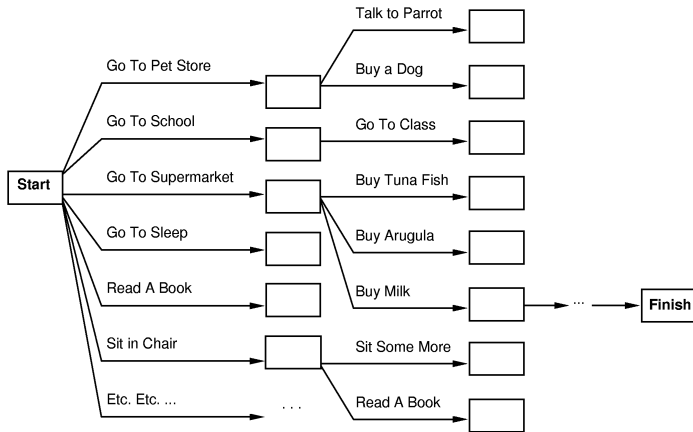 Talk to Parrot
Go To Pet Store
Buy a Dog
Go To School
Go To Class
Start
Go To Supermarket
Buy Tuna Fish
Go To Sleep
Buy Arugula
Read A Book
Buy Milk
...
Finish
Sit in Chair
Sit Some More
Etc. Etc. ...
. . .
Read A Book